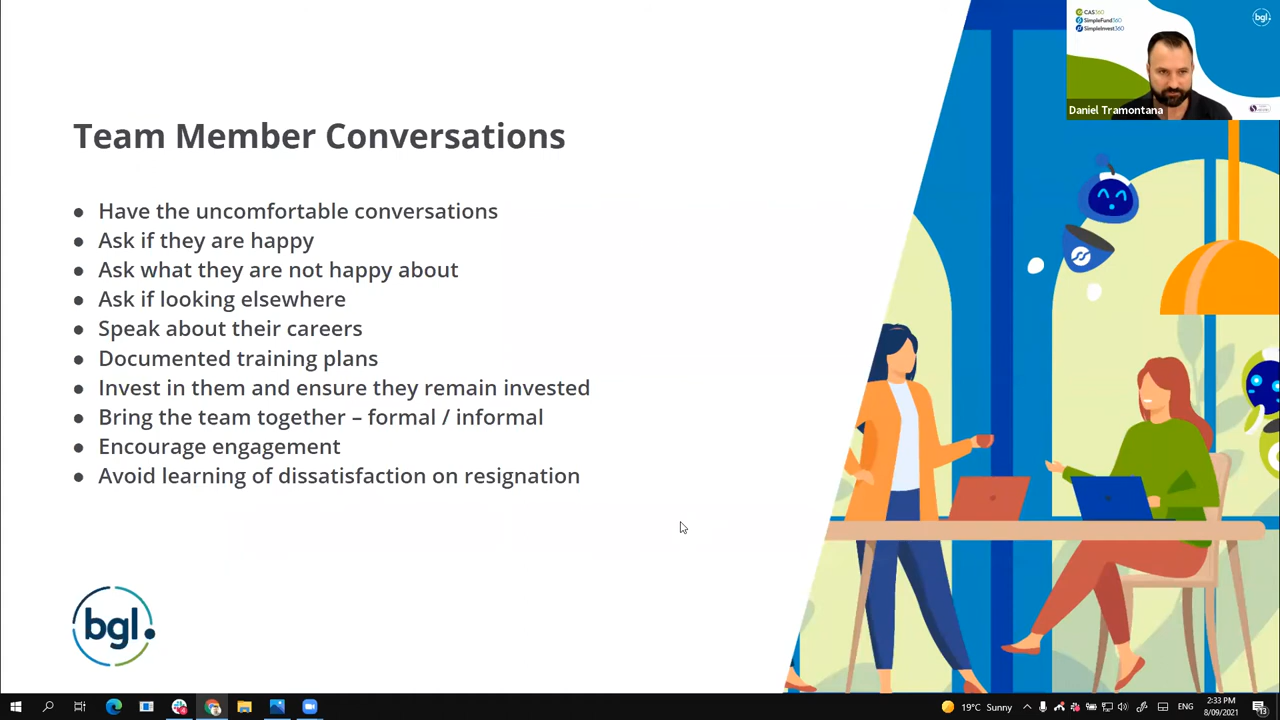 CAS360
SimpleFund360
SimpleInvest360
bgl.
Daniel Tramontana
Team Member Conversations
Have the uncomfortable conversations
Ask if they are happy
Ask what they are not happy about
Ask if looking elsewhere
Speak about their careers
Documented training plans
Invest in them and ensure they remain invested
Bring the team together – formal / informal
Encourage engagement
Avoid learning of dissatisfaction on resignation
bgl.
19°C Sunny
ENG
2:33 PM
8/09/2021